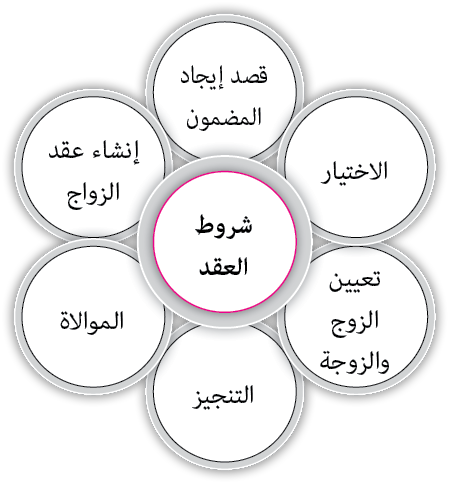 شروط
العقد
قصد إيجاد
المضمون
الاختيار
تعيين
الزوج
والزوجة
التنجيز
الموالاة
إنشاء عقد
الزواج